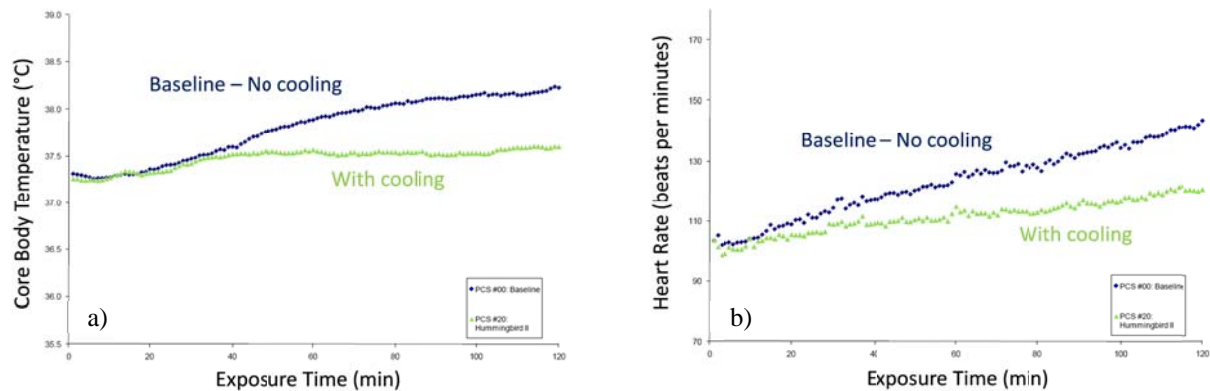 Core Body Temperature (°C)
39.0
38.5
38.0
37.5
37.0
36.5
36.0
35.5
0
20
40
60
80
100
120
Exposure Time (min)
Baseline – No cooling
With cooling
PCS #00: Baseline
PCS #20:
Hummingbird II
a)
Heart Rate (beats per minutes)
170
150
130
110
90
70
0
20
40
60
80
100
120
Exposure Time (min)
Baseline – No cooling
With cooling
PCS #00: Baseline
PCS #20:
Hummingbird II
b)